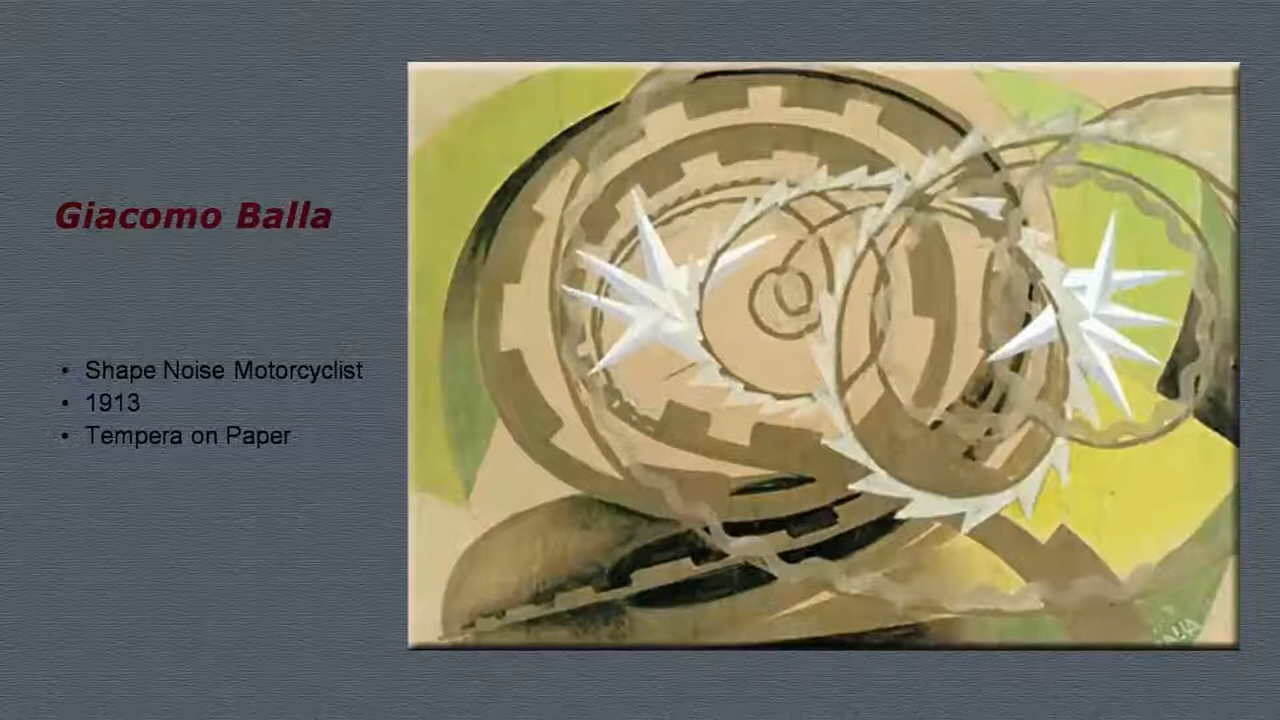 Giacomo Balla
• Shape Noise Motorcyclist
• 1913
• Tempera on Paper